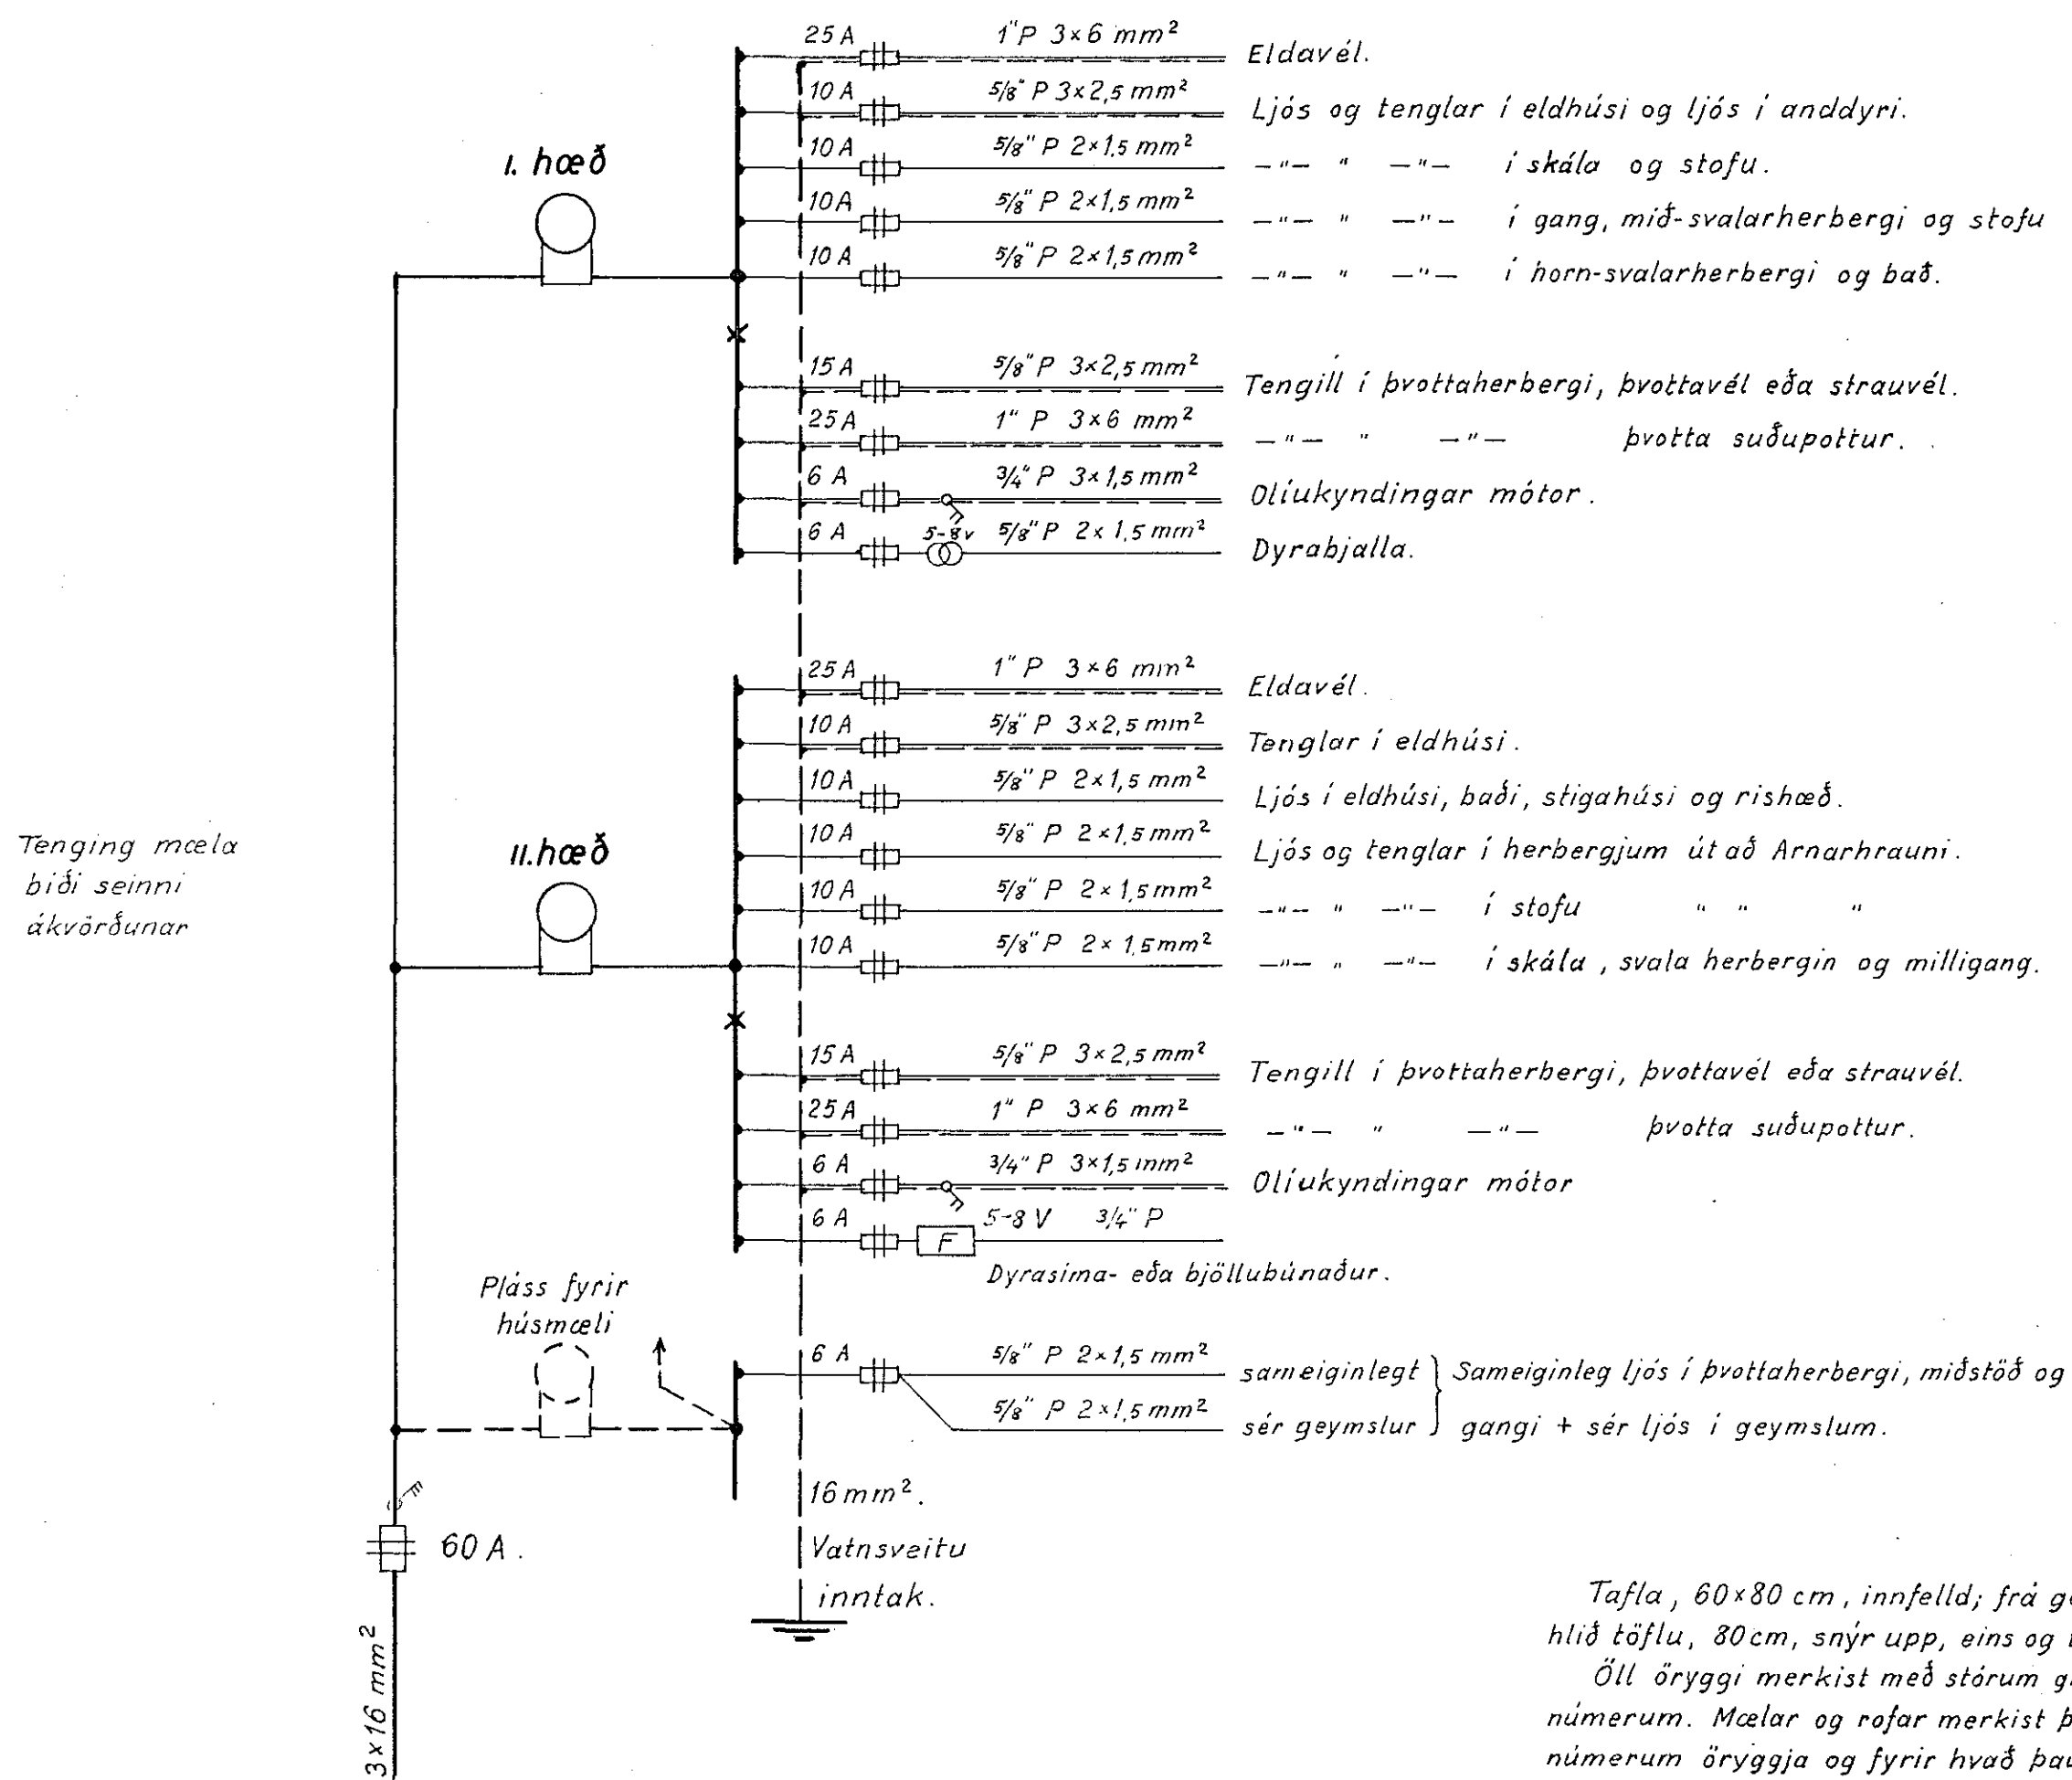 25 A 1" P 3×6 mm² Eldavél.
10 A 5/8" P 3×2,5 mm² Ljós og tenglar í eldhúsi og ljós í anddyri.
I. hæð
10 A 5/8" P 2×1,5 mm² —"— " —"— í skála og stofu.
10 A 5/8" P 2×1,5 mm² —"— " —"— í gang, mið-svalarherbergi og stofu
10 A 5/8" P 2×1,5 mm² —"— " —"— í horn-svalarherbergi og bað.
15 A 5/8" P 3×2,5 mm² Tengill í þvottaherbergi, þvottavél eða strauvél.
25 A 1" P 3×6 mm² —"— " —"— þvotta suðupottur.
6 A 3/4" P 3×1,5 mm² Olíukyndingar mótor.
6 A 5-8v 5/8" P 2×1,5 mm² Dyrabjalla.
25 A 1" P 3×6 mm² Eldavél.
10 A 5/8" P 3×2,5 mm² Tenglar í eldhúsi.
10 A 5/8" P 2×1,5 mm² Ljós í eldhúsi, baði, stigahúsi og rishæð.
Tenging mæla
bíði seinni
ákvörðunar
II. hæð
10 A 5/8" P 2×1,5 mm² Ljós og tenglar í herbergjum út að Arnarhrauni.
10 A 5/8" P 2×1,5 mm² —"— " —"— í stofu " " "
10 A 5/8" P 2×1,5 mm² —"— " —"— í skála, svala herbergin og milligang.
15 A 5/8" P 3×2,5 mm² Tengill í þvottaherbergi, þvottavél eða strauvél.
25 A 1" P 3×6 mm² —"— " —"— þvotta suðupottur.
6 A 3/4" P 3×1,5 mm² Olíukyndingar mótor
6 A F 5-8 V 3/4" P
Dyrasíma- eða bjöllubúnaður.
Pláss fyrir
húsmæli
6 A 5/8" P 2×1,5 mm² sameiginlegt } Sameiginleg ljós í þvottaherbergi, miðstöð og
5/8" P 2×1,5 mm² sér geymslur } gangi + sér ljós í geymslum.
16 mm².
Vatnsveitu
inntak.
60 A.
3×16 mm²
Tafla, 60×80 cm, innfelld; frá
hlið töflu, 80 cm, snýr upp, eins og
Öll öryggi merkist með stórum
númerum. Mælar og rofar merkist
númerum öryggja og fyrir hvað